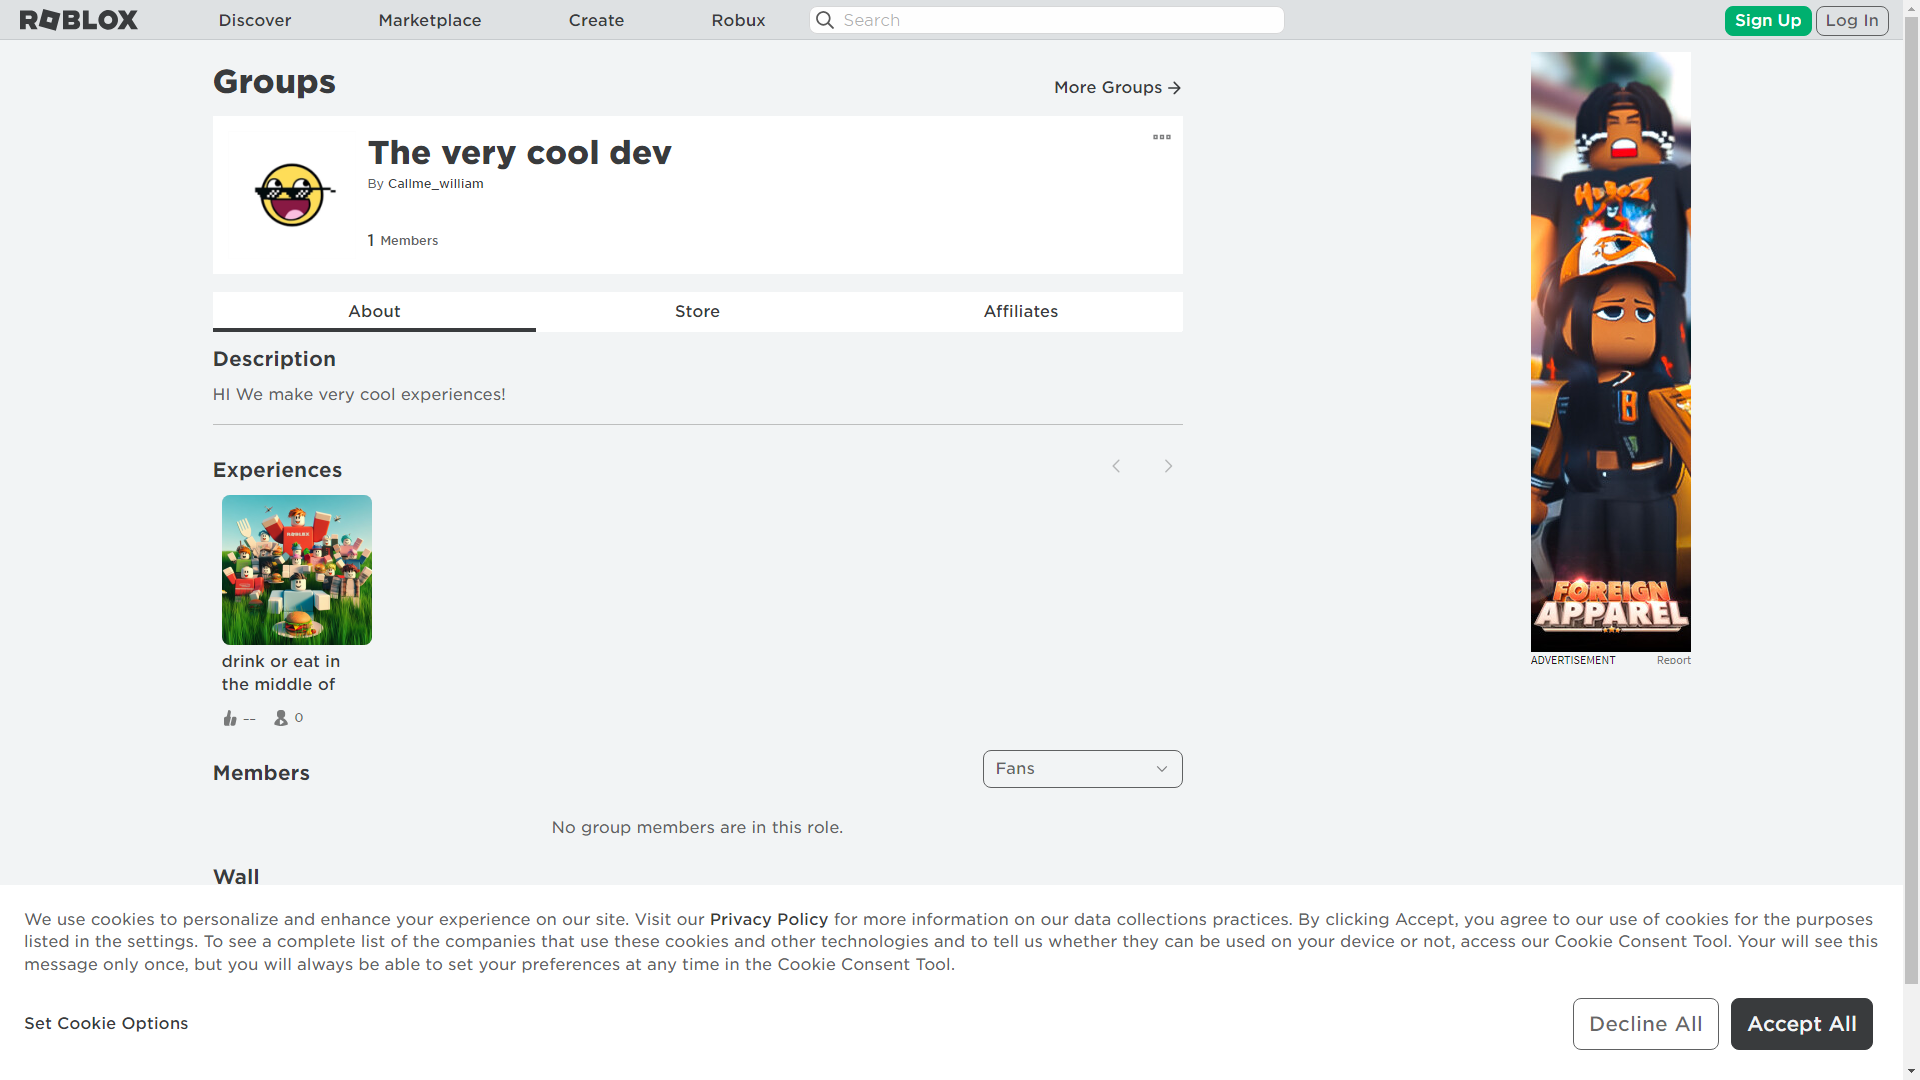 ROBLOX
Discover
Marketplace
Create
Robux
Search
Sign Up
Log In
Groups
More Groups
The very cool dev
By Callme_william
1 Members
About
Store
Affiliates
Description
HI We make very cool experiences!
Experiences
ROBLOX
drink or eat in
the middle of
--
0
Members
Fans
No group members are in this role.
Wall
HUROZ
FOREIGN
APPAREL
ADVERTISEMENT
Report
We use cookies to personalize and enhance your experience on our site. Visit our Privacy Policy for more information on our data collections practices. By clicking Accept, you agree to our use of cookies for the purposes
listed in the settings. To see a complete list of the companies that use these cookies and other technologies and to tell us whether they can be used on your device or not, access our Cookie Consent Tool. Your will see this
message only once, but you will always be able to set your preferences at any time in the Cookie Consent Tool.
Set Cookie Options
Decline All
Accept All